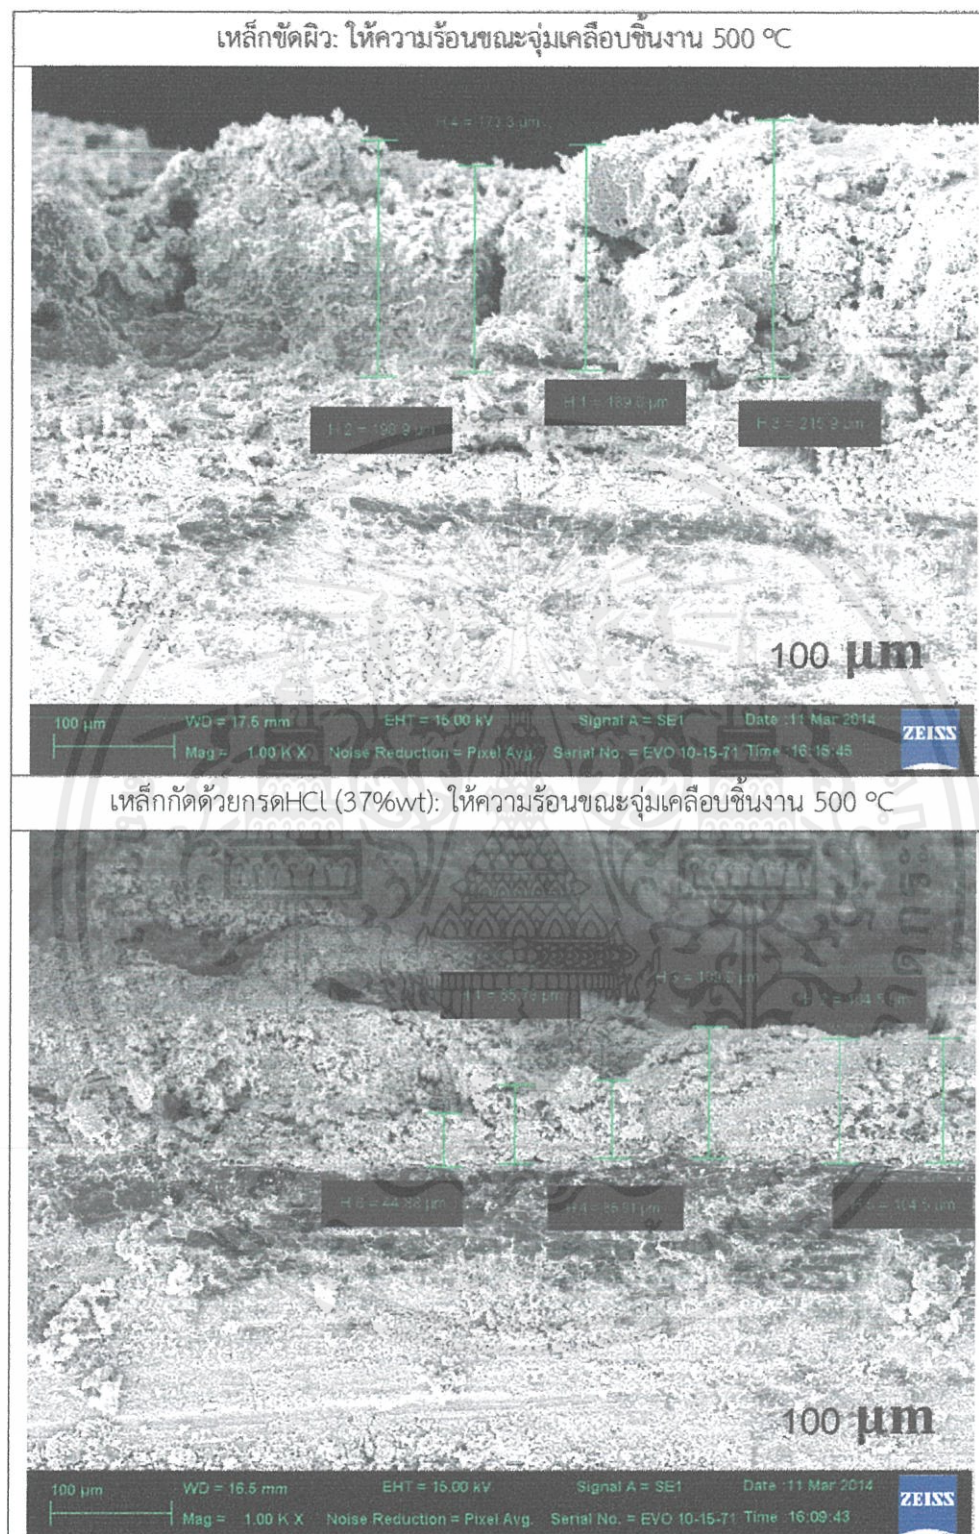 เหล็กขัดผิว: ให้ความร้อนขณะจุ่มเคลือบชิ้นงาน 500 °C
H 4 = 172.3 µm
H 1 = 189.6 µm
H 2 = 198.9 µm
H 3 = 215.9 µm
100 µm
100 µm WD = 17.5 mm EHT = 15.00 kV Signal A = SE1 Date :11 Mar 2014
Mag = 1.00 K X Noise Reduction = Pixel Avg. Serial No. = EVO 10-15-71 Time :16:15:45
ZEISS
เหล็กกัดด้วยกรดHCL (37%wt): ให้ความร้อนขณะจุ่มเคลือบชิ้นงาน 500 °C
= 104.5 µm
µm
H 4 = µm
100 µm
100 µm WD = 16.5 mm EHT = 15.00 kV Signal A = SE1 Date :11 Mar 2014
Mag = 1.00 K X Noise Reduction = Pixel Avg. Serial No. = EVO 10-15-71 Time :16:09:43
ZEISS